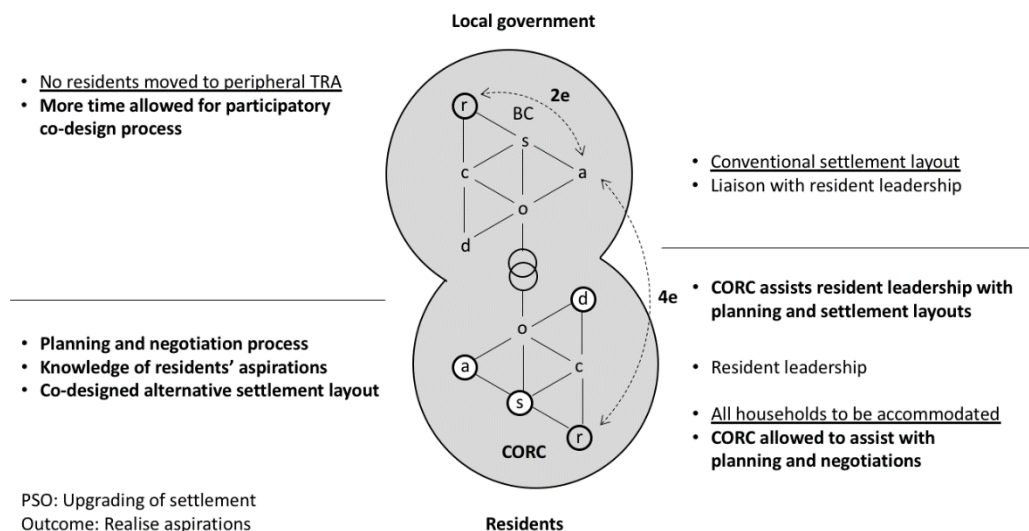 Local government
• No residents moved to peripheral TRA
• More time allowed for participatory
co-design process
r
2e
BC
s
c
a
o
d
• Conventional settlement layout
• Liaison with resident leadership
d
4e
o
a
c
s
r
CORC
• CORC assists resident leadership with
planning and settlement layouts
• Planning and negotiation process
• Knowledge of residents’ aspirations
• Co-designed alternative settlement layout
• Resident leadership
• All households to be accommodated
• CORC allowed to assist with
planning and negotiations
PSO: Upgrading of settlement
Outcome: Realise aspirations
Residents